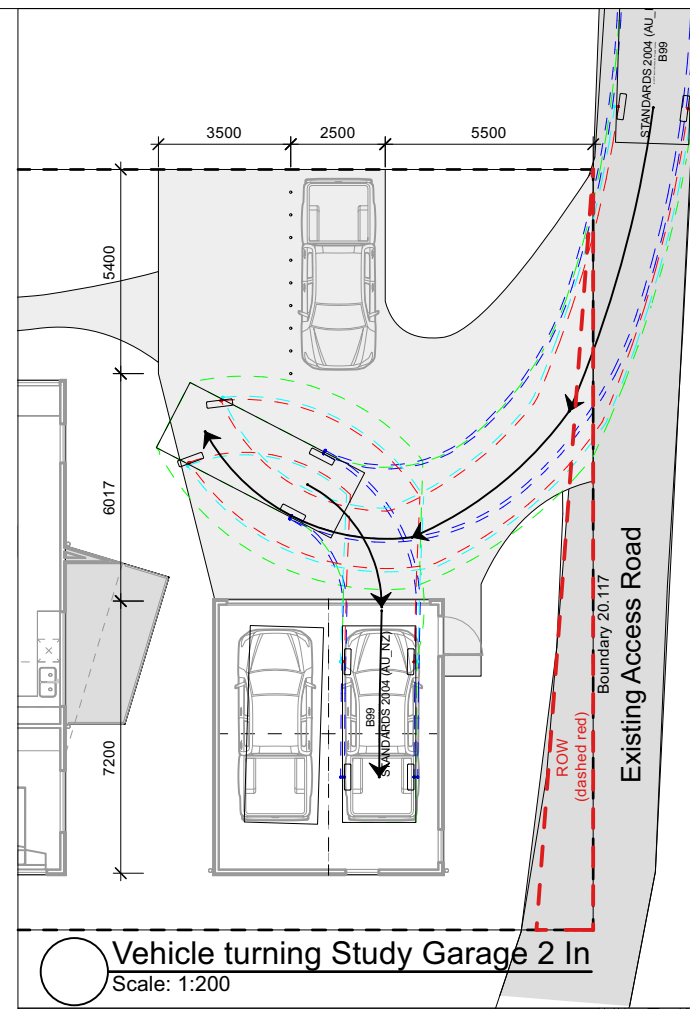 STANDARDS 2004 (AU_
B99
3500
2500
5500
5400
6017
7200
STANDARDS 2004 (AU_NZ)
B99
ROW
(dashed red)
Boundary 20.117
Existing Access Road
Vehicle turning Study Garage 2 In
Scale: 1:200